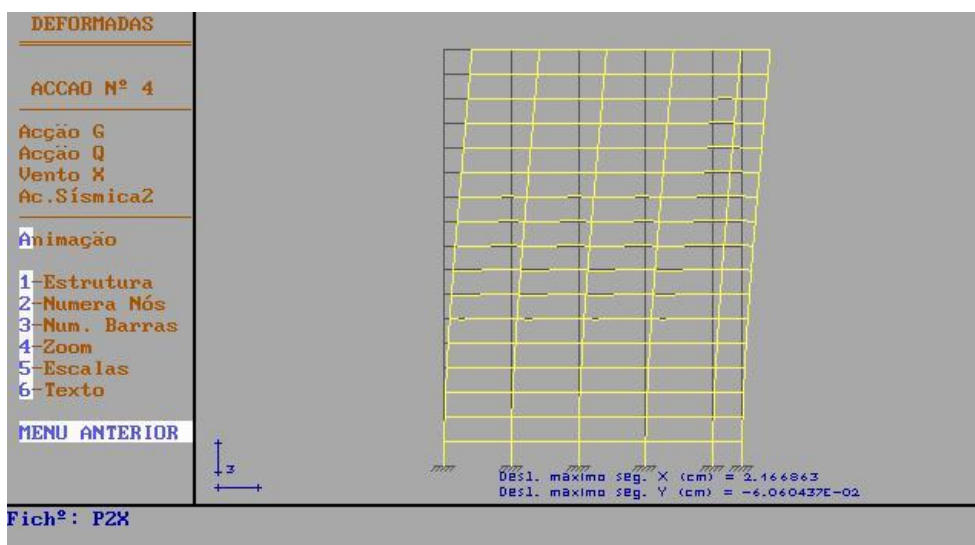 DEFORMADAS
ACCAO Nº 4
Acção G
Acção Q
Vento X
Ac.Sísmica2
Animação
1-Estrutura
2-Numera Nós
3-Num. Barras
4-Zoom
5-Escalas
6-Texto
MENU ANTERIOR
3
Desl. máximo seg. X (cm) = 2.166863
Desl. máximo seg. Y (cm) = -6.060437E-02
Fichº: P2X